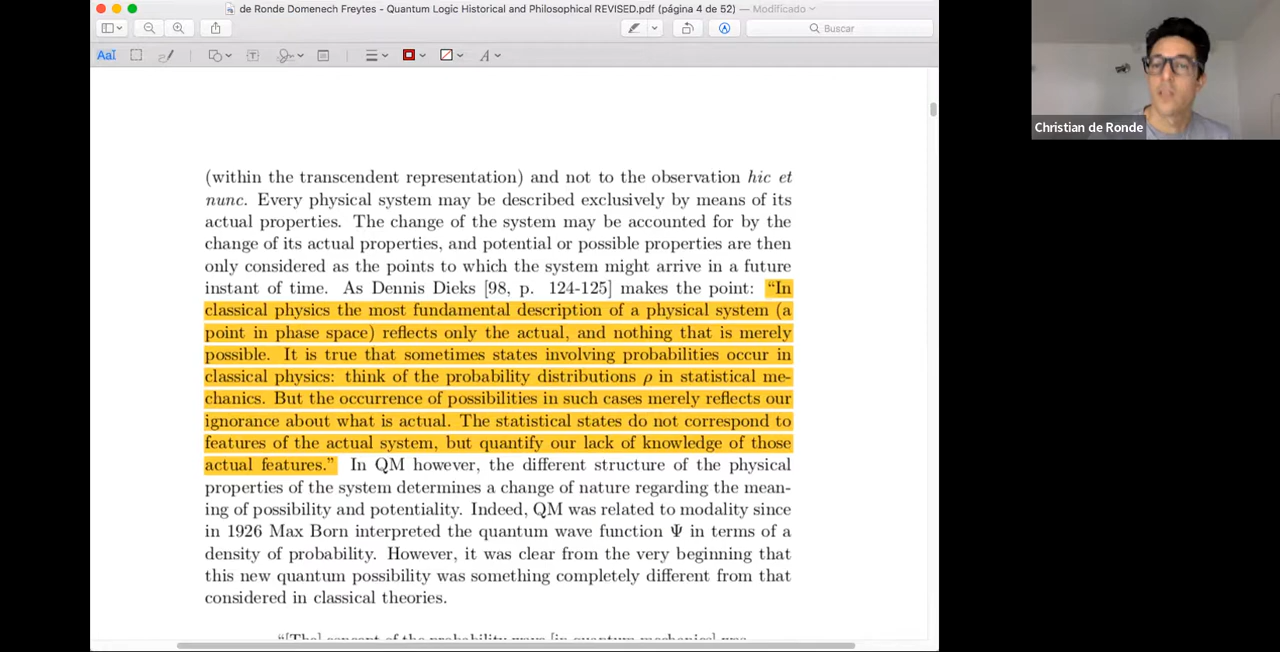 de Ronde Domenech Freytes - Quantum Logic Historical and Philosophical REVISED.pdf (página 4 de 52) — Modificado
Buscar
AaI
A
Christian de Ronde
(within the transcendent representation) and not to the observation hic et
nunc. Every physical system may be described exclusively by means of its
actual properties. The change of the system may be accounted for by the
change of its actual properties, and potential or possible properties are then
only considered as the points to which the system might arrive in a future
instant of time. As Dennis Dieks [98, p. 124-125] makes the point: “In
classical physics the most fundamental description of a physical system (a
point in phase space) reflects only the actual, and nothing that is merely
possible. It is true that sometimes states involving probabilities occur in
classical physics: think of the probability distributions ρ in statistical me-
chanics. But the occurrence of possibilities in such cases merely reflects our
ignorance about what is actual. The statistical states do not correspond to
features of the actual system, but quantify our lack of knowledge of those
actual features.” In QM however, the different structure of the physical
properties of the system determines a change of nature regarding the mean-
ing of possibility and potentiality. Indeed, QM was related to modality since
in 1926 Max Born interpreted the quantum wave function Ψ in terms of a
density of probability. However, it was clear from the very beginning that
this new quantum possibility was something completely different from that
considered in classical theories.
“[The] concept of the probability wave [in quantum mechanics] was